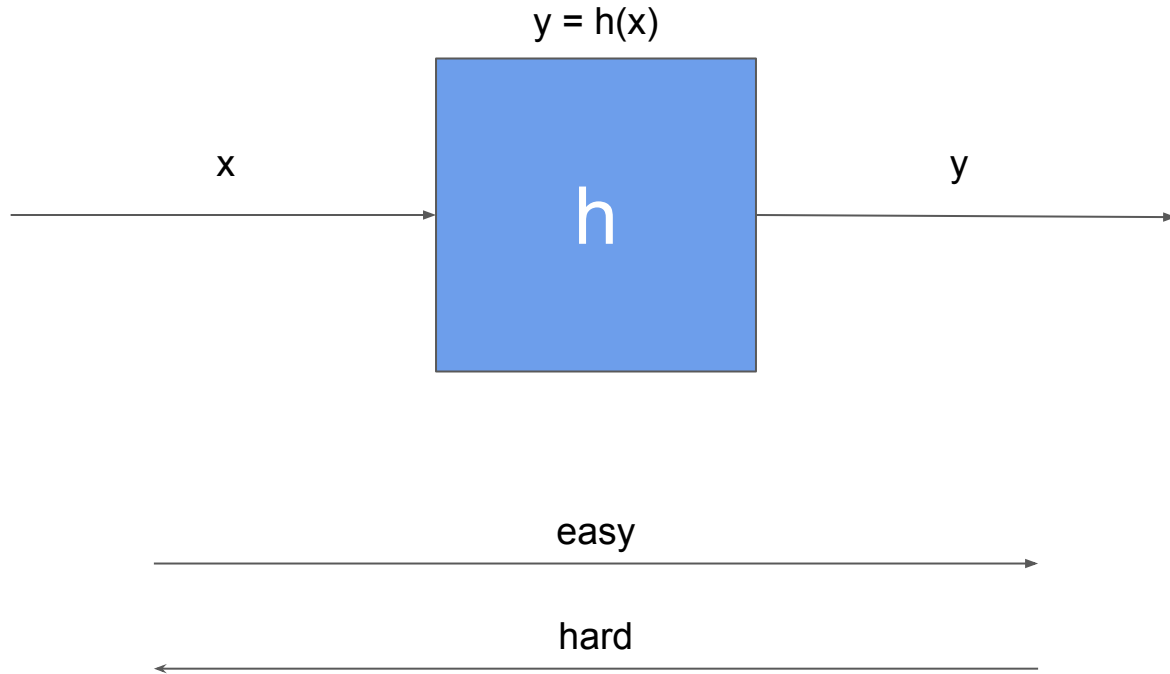 y = h(x)
x
h
y
easy
hard